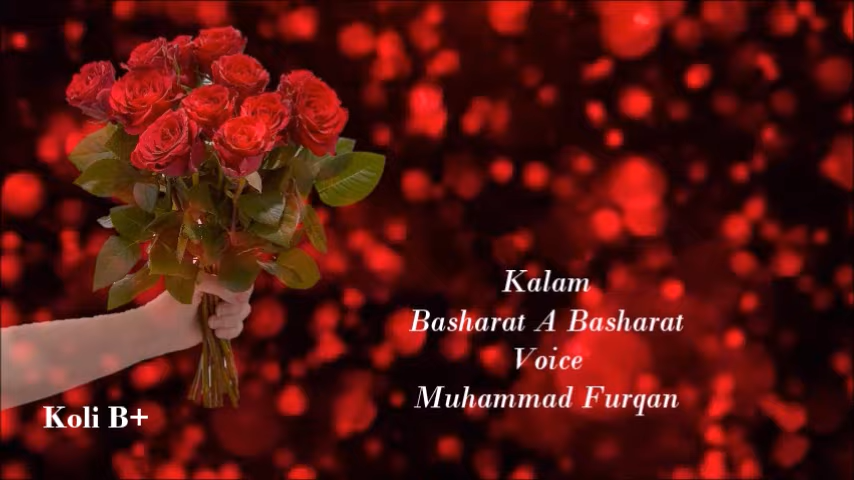 Kalam
Basharat A Basharat
Voice
Muhammad Furqan
Koli B+